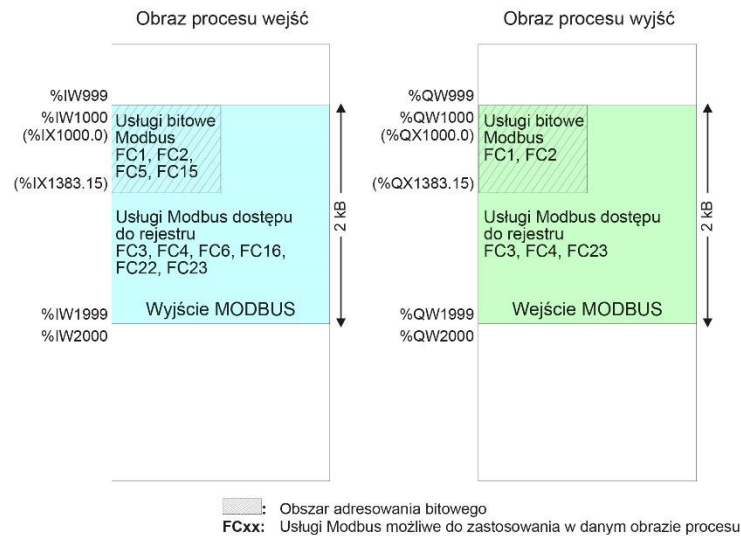 Obraz procesu wejść
%IW999
%IW1000
(%IX1000.0)
(%IX1383.15)
%IW1999
%IW2000
Usługi bitowe
Modbus
FC1, FC2,
FC5, FC15
Usługi Modbus dostępu
do rejestru
FC3, FC4, FC6, FC16,
FC22, FC23
Wyjście MODBUS
2 kB
Obraz procesu wyjść
%QW999
%QW1000
(%QX1000.0)
(%QX1383.15)
%QW1999
%QW2000
Usługi bitowe
Modbus
FC1, FC2
Usługi Modbus dostępu
do rejestru
FC3, FC4, FC23
Wejście MODBUS
2 kB
: Obszar adresowania bitowego
FCxx: Usługi Modbus możliwe do zastosowania w danym obrazie procesu